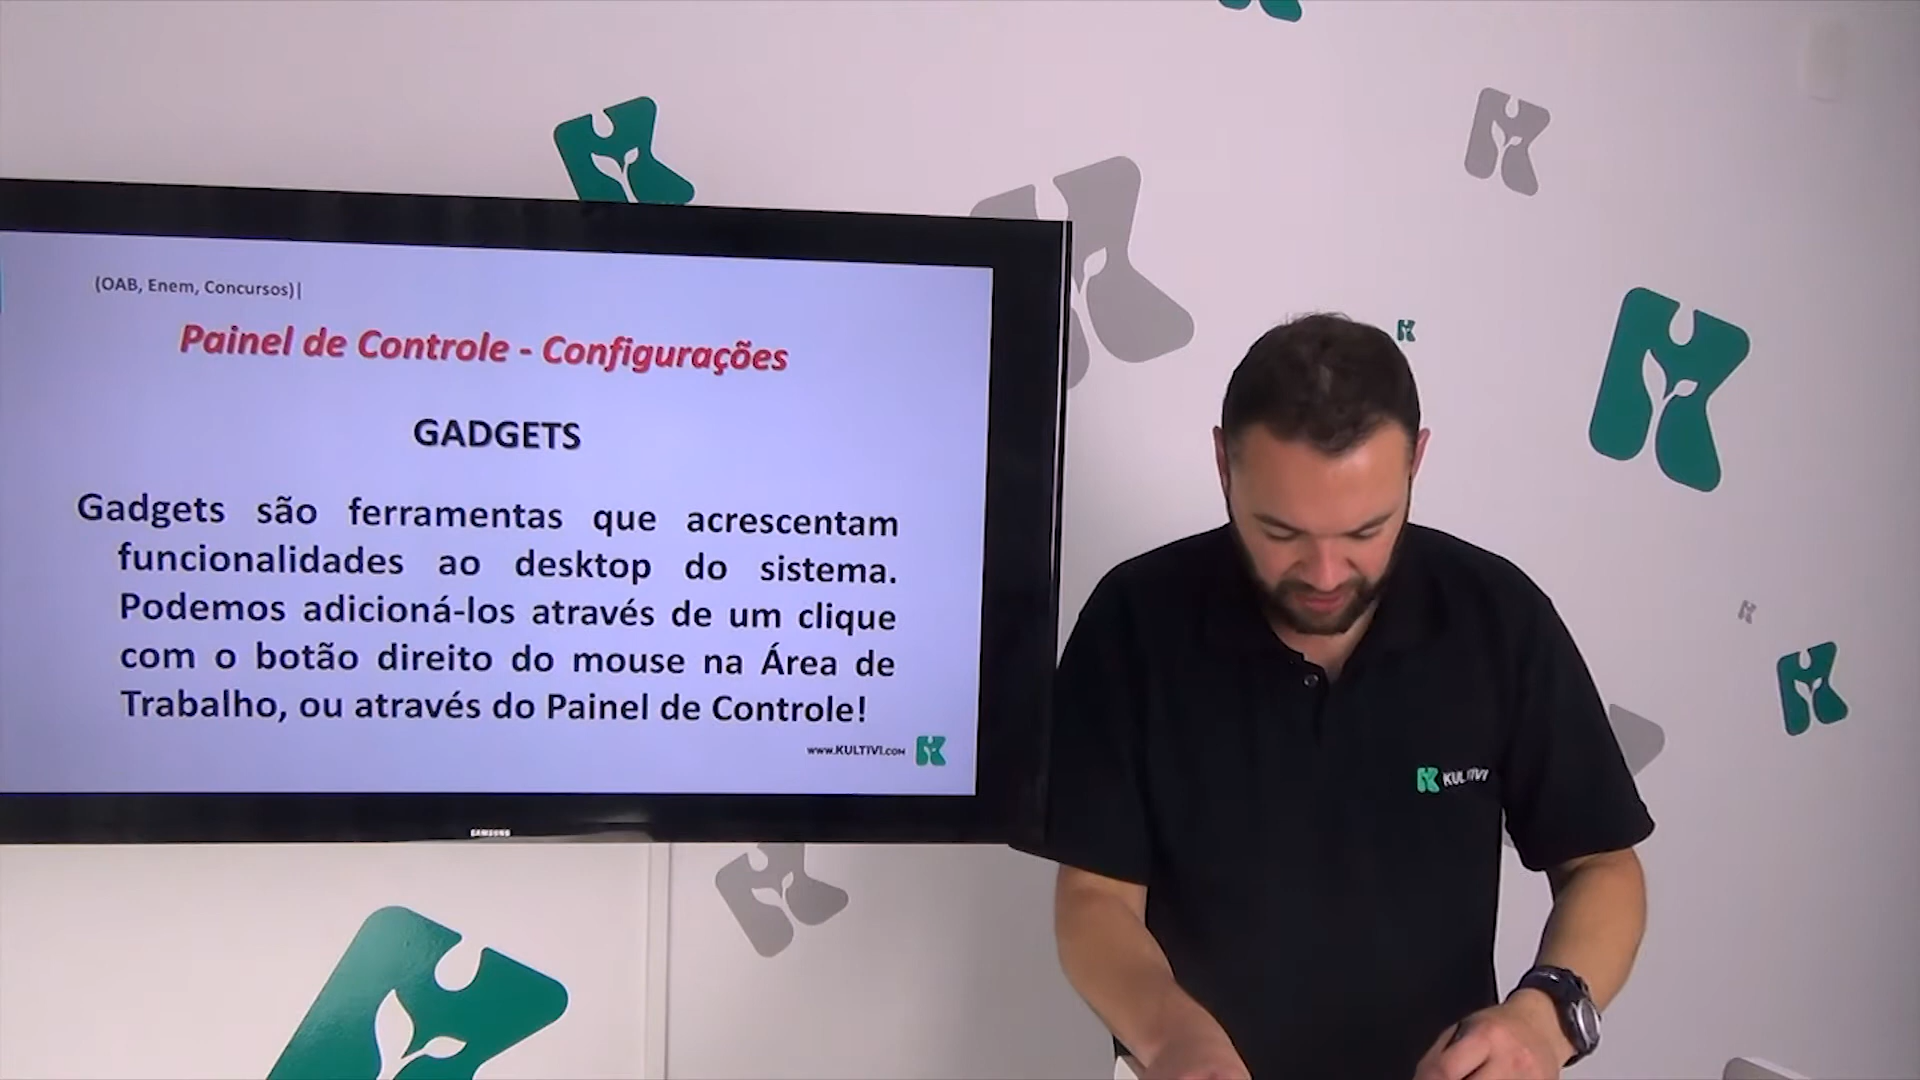 (OAB, Enem, Concursos)|
Painel de Controle - Configurações
GADGETS
Gadgets são ferramentas que acrescentam
funcionalidades ao desktop do sistema.
Podemos adicioná-los através de um clique
com o botão direito do mouse na Área de
Trabalho, ou através do Painel de Controle!
www.KULTIVI.COM
SAMSUNG
KULTIVI